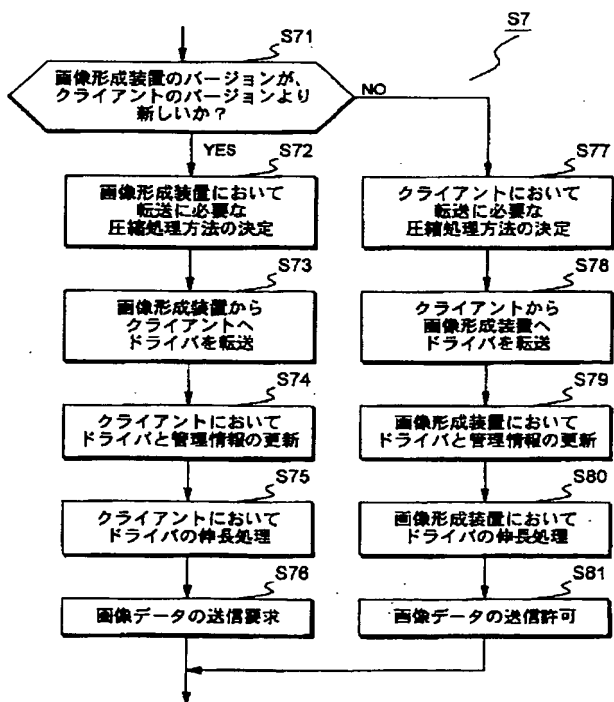 S7
S71
画像形成装置のバージョンが、
クライアントのバージョンより
新しいか？
NO
YES
S72
画像形成装置において
転送に必要な
圧縮処理方法の決定
S73
画像形成装置から
クライアントへ
ドライバを転送
S74
クライアントにおいて
ドライバと管理情報の更新
S75
クライアントにおいて
ドライバの伸長処理
S76
画像データの送信要求
S77
クライアントにおいて
転送に必要な
圧縮処理方法の決定
S78
クライアントから
画像形成装置へ
ドライバを転送
S79
画像形成装置において
ドライバと管理情報の更新
S80
画像形成装置において
ドライバの伸長処理
S81
画像データの送信許可